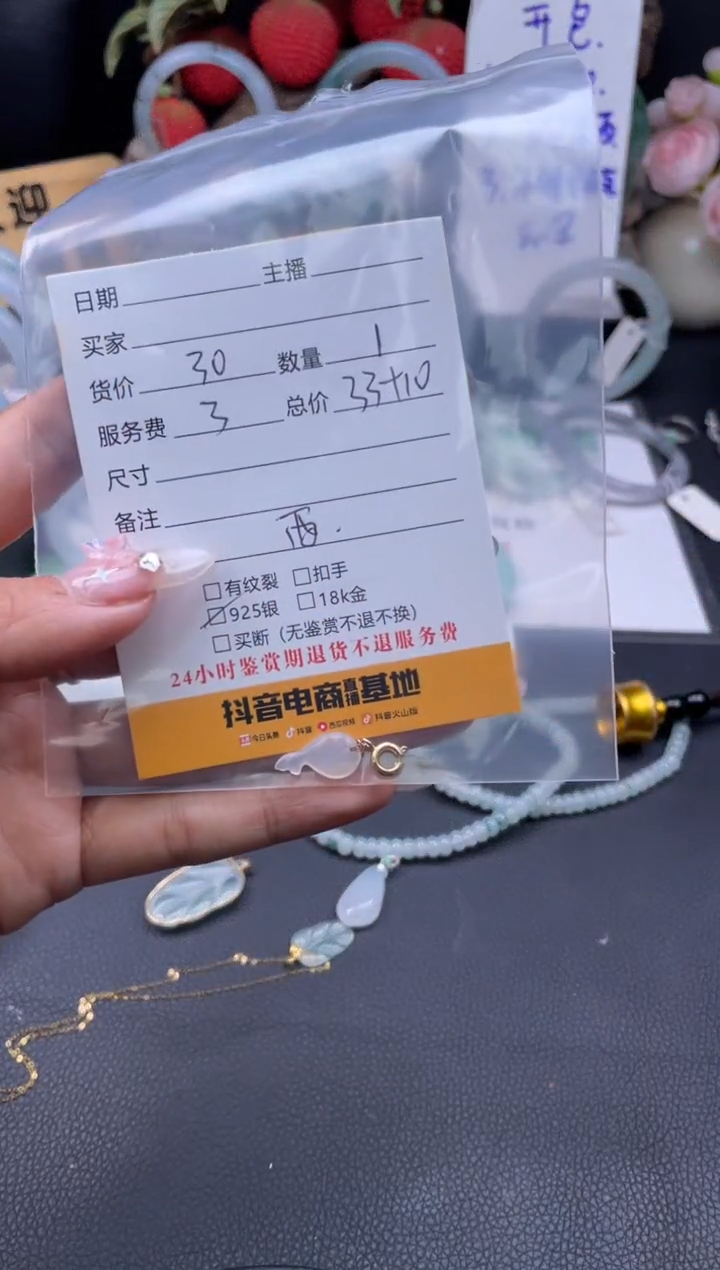 开包.
迎
日期 主播
买家
货价 30 数量 1
服务费 3 总价 33+10
尺寸
备注
□有纹裂 □扣手
☑925银 □18k金
□买断（无鉴赏不退不换）
24小时鉴赏期退货不退服务费
抖音电商直播基地
今日头条 抖音 西瓜视频 抖音火山版